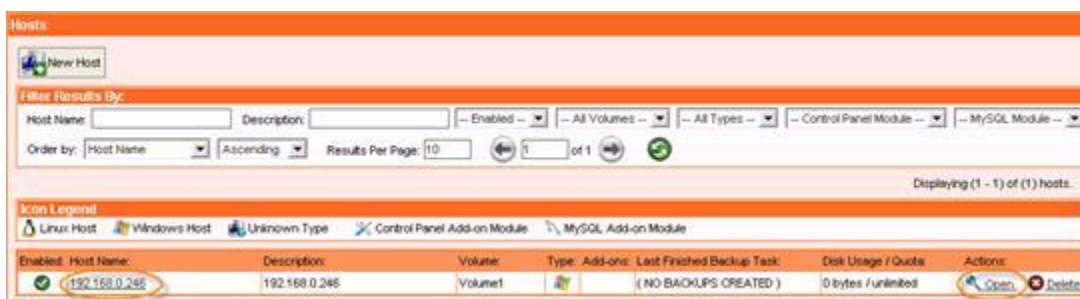 Hosts
New Host
Filter Results By:
Host Name: Description: -- Enabled -- -- All Volumes -- -- All Types -- -- Control Panel Module -- -- MySQL Module --
Order by: Host Name Ascending Results Per Page: 10 1 of 1
Displaying (1 - 1) of (1) hosts.
Icon Legend
Linux Host Windows Host Unknown Type Control Panel Add-on Module MySQL Add-on Module
Enabled: Host Name: Description: Volume: Type: Add-ons: Last Finished Backup Task: Disk Usage / Quota: Actions:
192.168.0.246 192.168.0.246 Volume1 ( NO BACKUPS CREATED ) 0 bytes / unlimited Open Delete